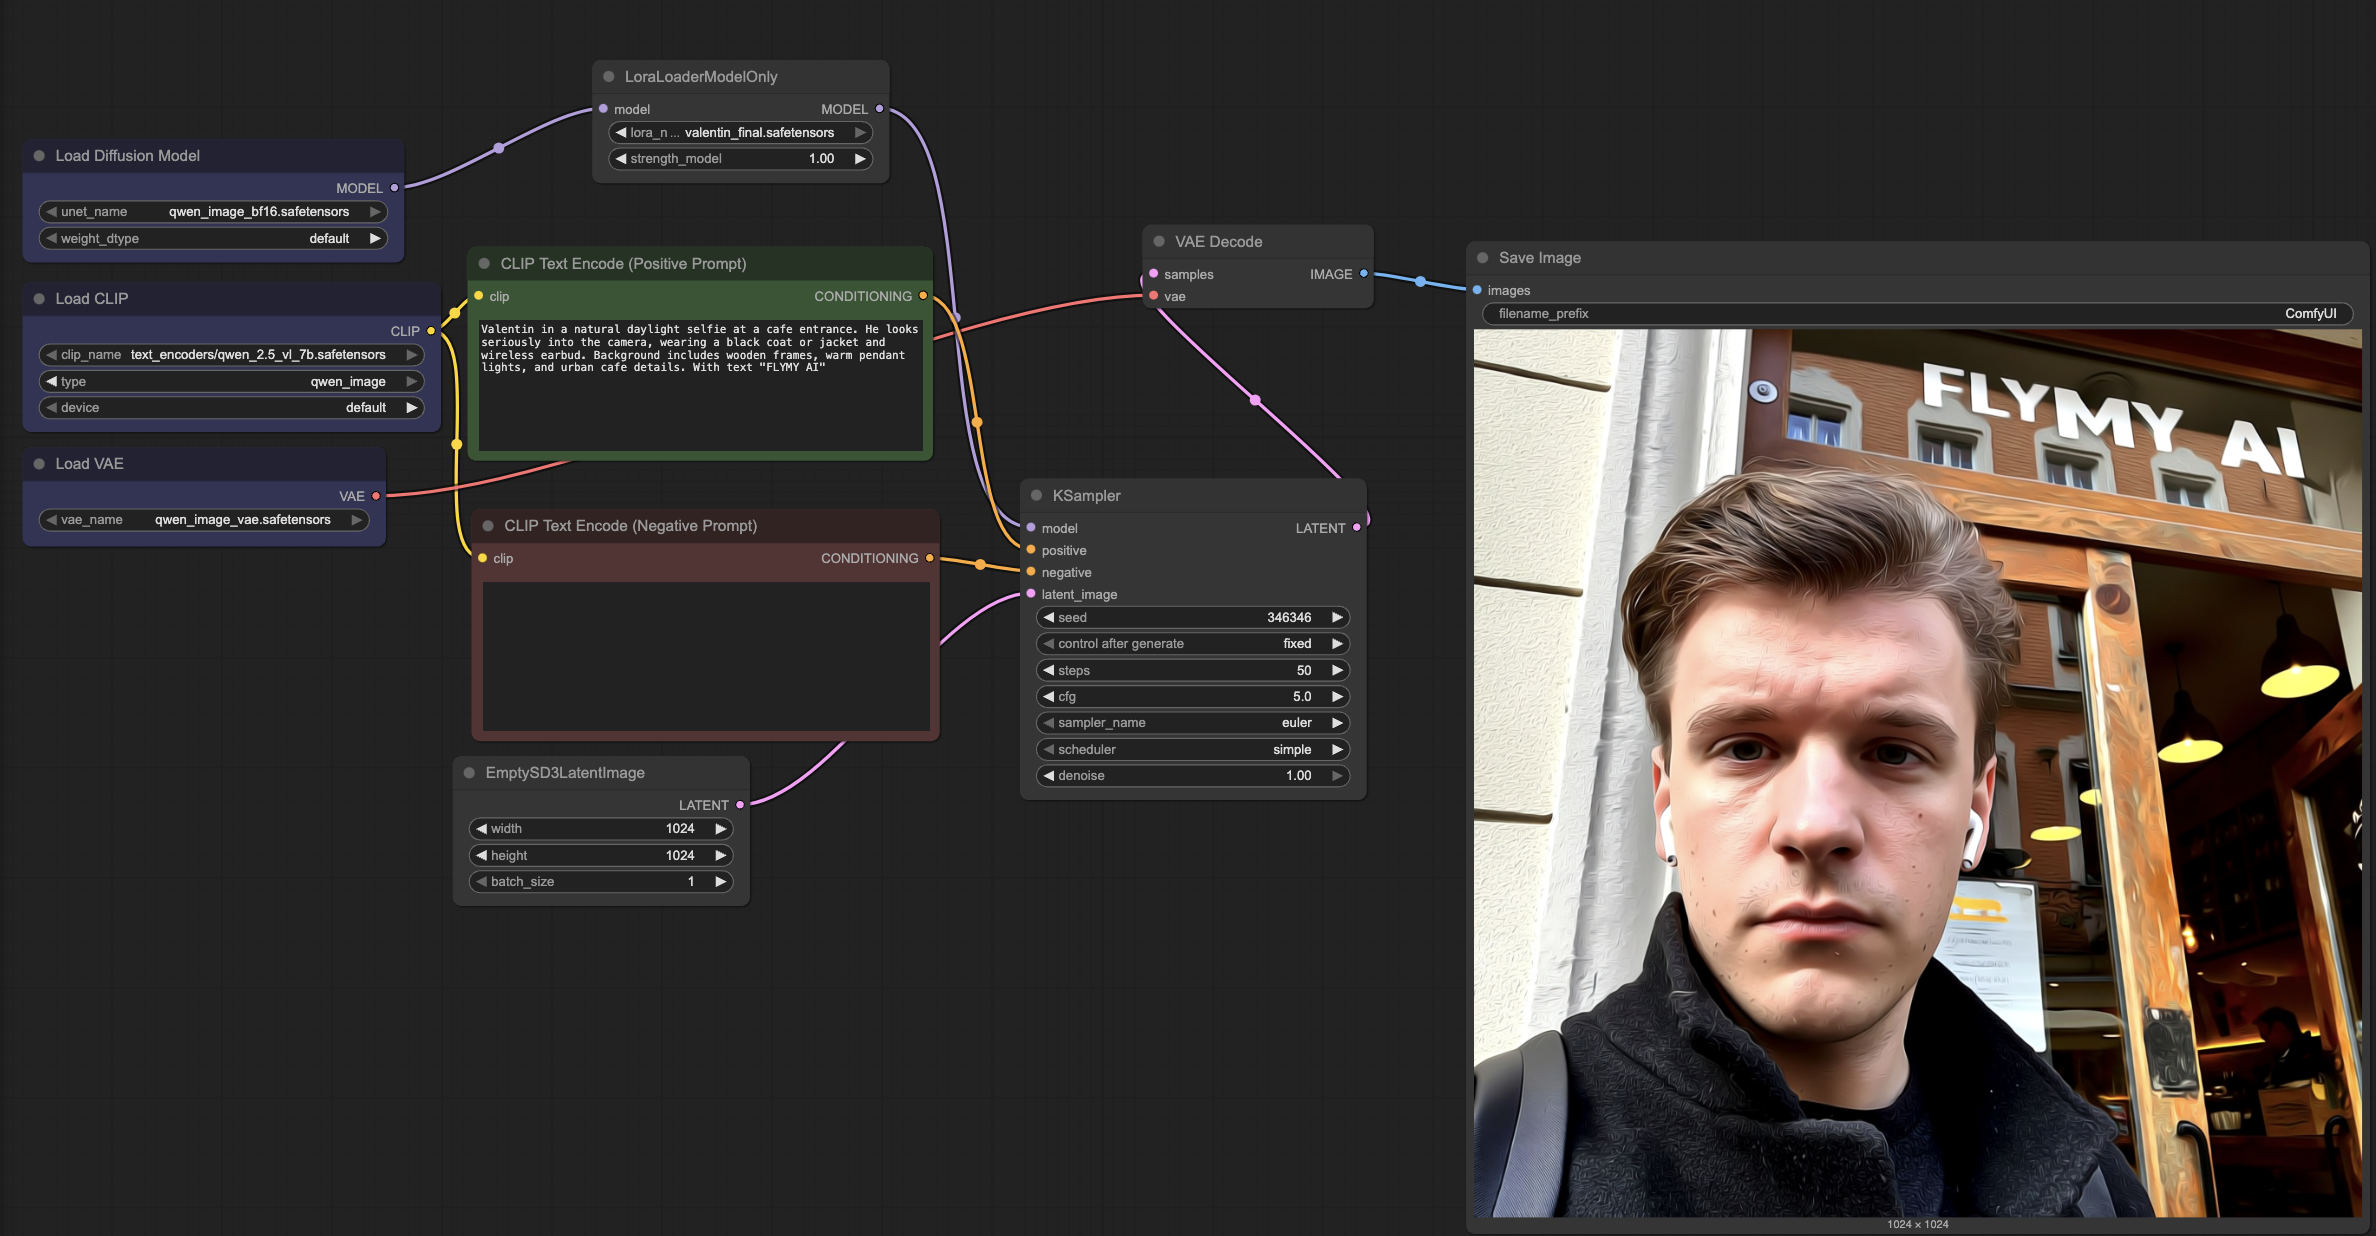 LoraLoaderModelOnly
model MODEL
lora_n ... valentin_final.safetensors
strength_model 1.00
Load Diffusion Model
MODEL
unet_name qwen_image_bf16.safetensors
weight_dtype default
Load CLIP
CLIP
clip_name text_encoders/qwen_2.5_vl_7b.safetensors
type qwen_image
device default
Load VAE
VAE
vae_name qwen_image_vae.safetensors
CLIP Text Encode (Positive Prompt)
clip CONDITIONING
Valentin in a natural daylight selfie at a cafe entrance. He looks
seriously into the camera, wearing a black coat or jacket and
wireless earbud. Background includes wooden frames, warm pendant
lights, and urban cafe details. With text "FLYMY AI"
CLIP Text Encode (Negative Prompt)
clip CONDITIONING
EmptySD3LatentImage
LATENT
width 1024
height 1024
batch_size 1
VAE Decode
samples IMAGE
vae
KSampler
model LATENT
positive
negative
latent_image
seed 346346
control after generate fixed
steps 50
cfg 5.0
sampler_name euler
scheduler simple
denoise 1.00
Save Image
images
filename_prefix ComfyUI
FLYMY AI
1024 × 1024